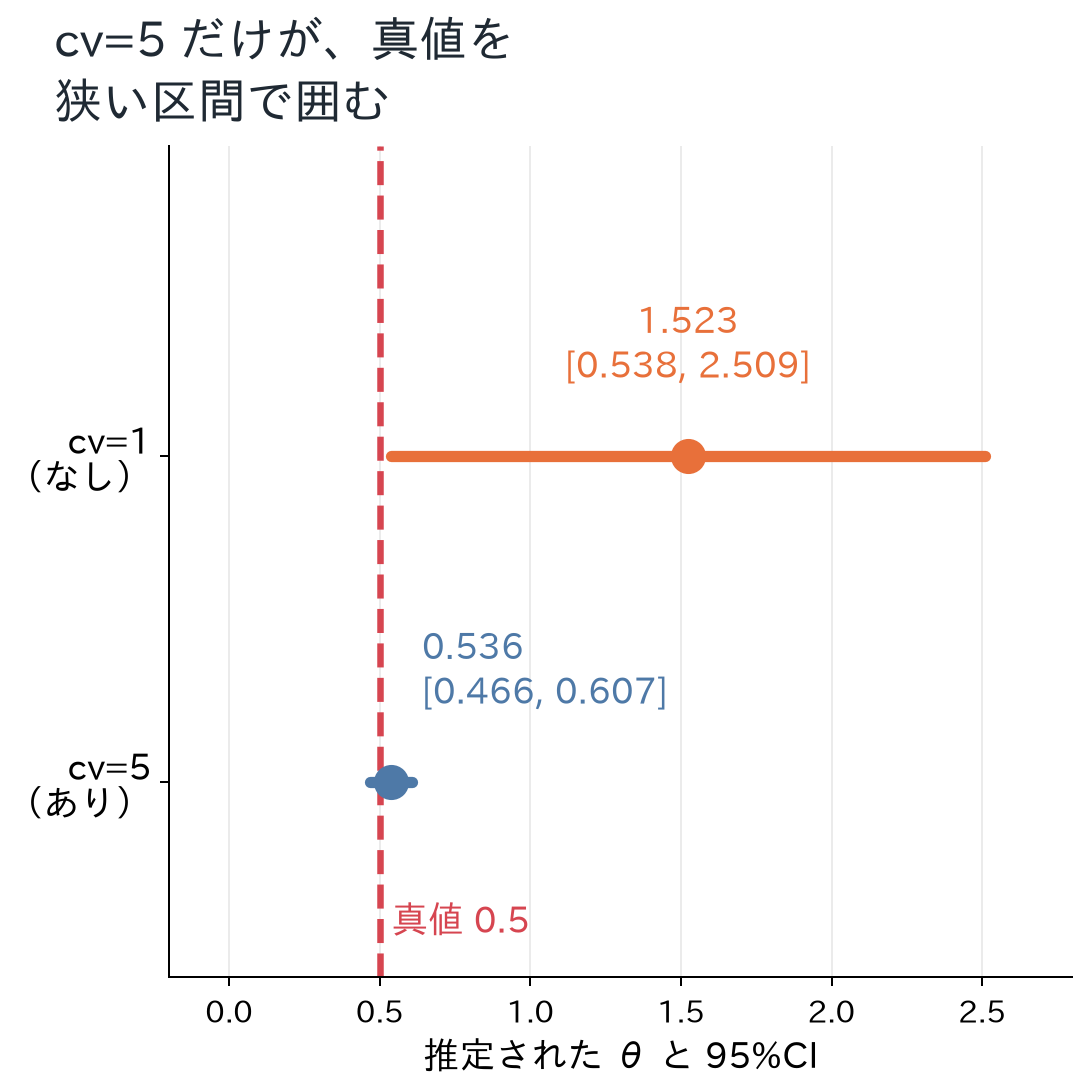 cv=5 だけが、真値を
狭い区間で囲む
1.523
[0.538, 2.509]
cv=1
(なし)
0.536
[0.466, 0.607]
cv=5
(あり)
真値 0.5
0.0 0.5 1.0 1.5 2.0 2.5
推定された θ と 95%CI